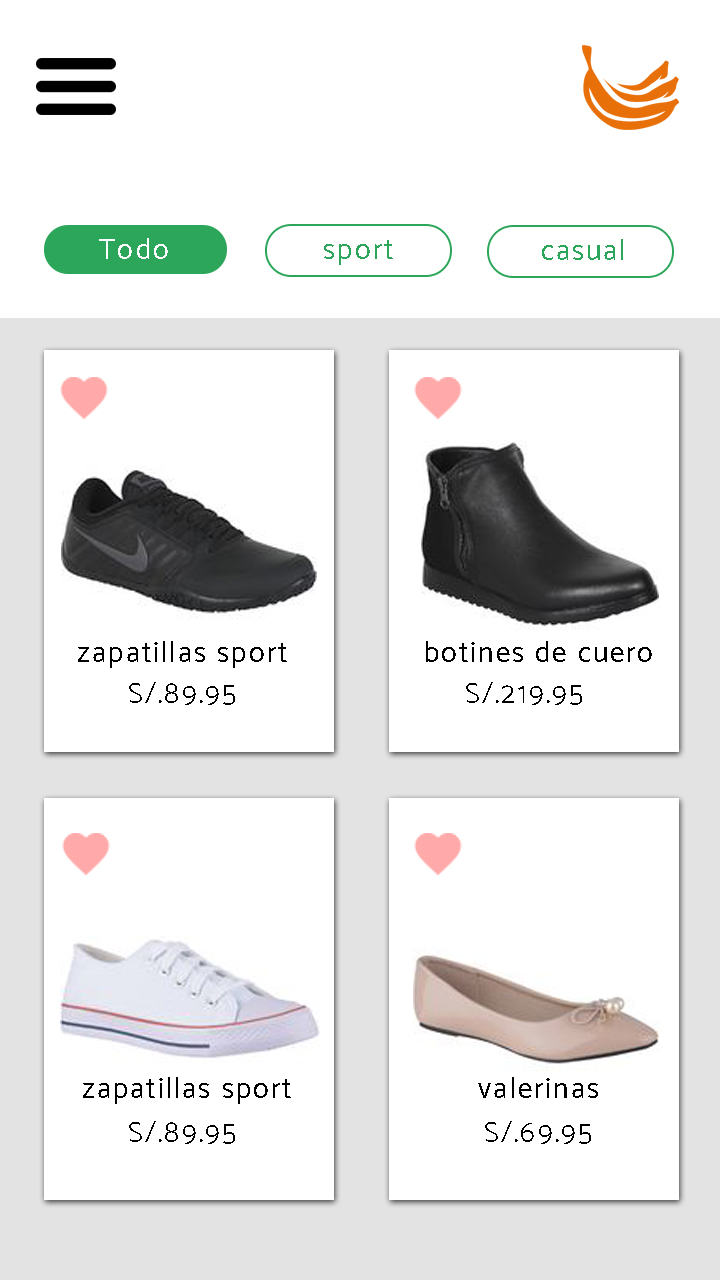 Todo
sport
casual
zapatillas sport
S/.89.95
botines de cuero
S/.219.95
zapatillas sport
S/.89.95
valerinas
S/.69.95